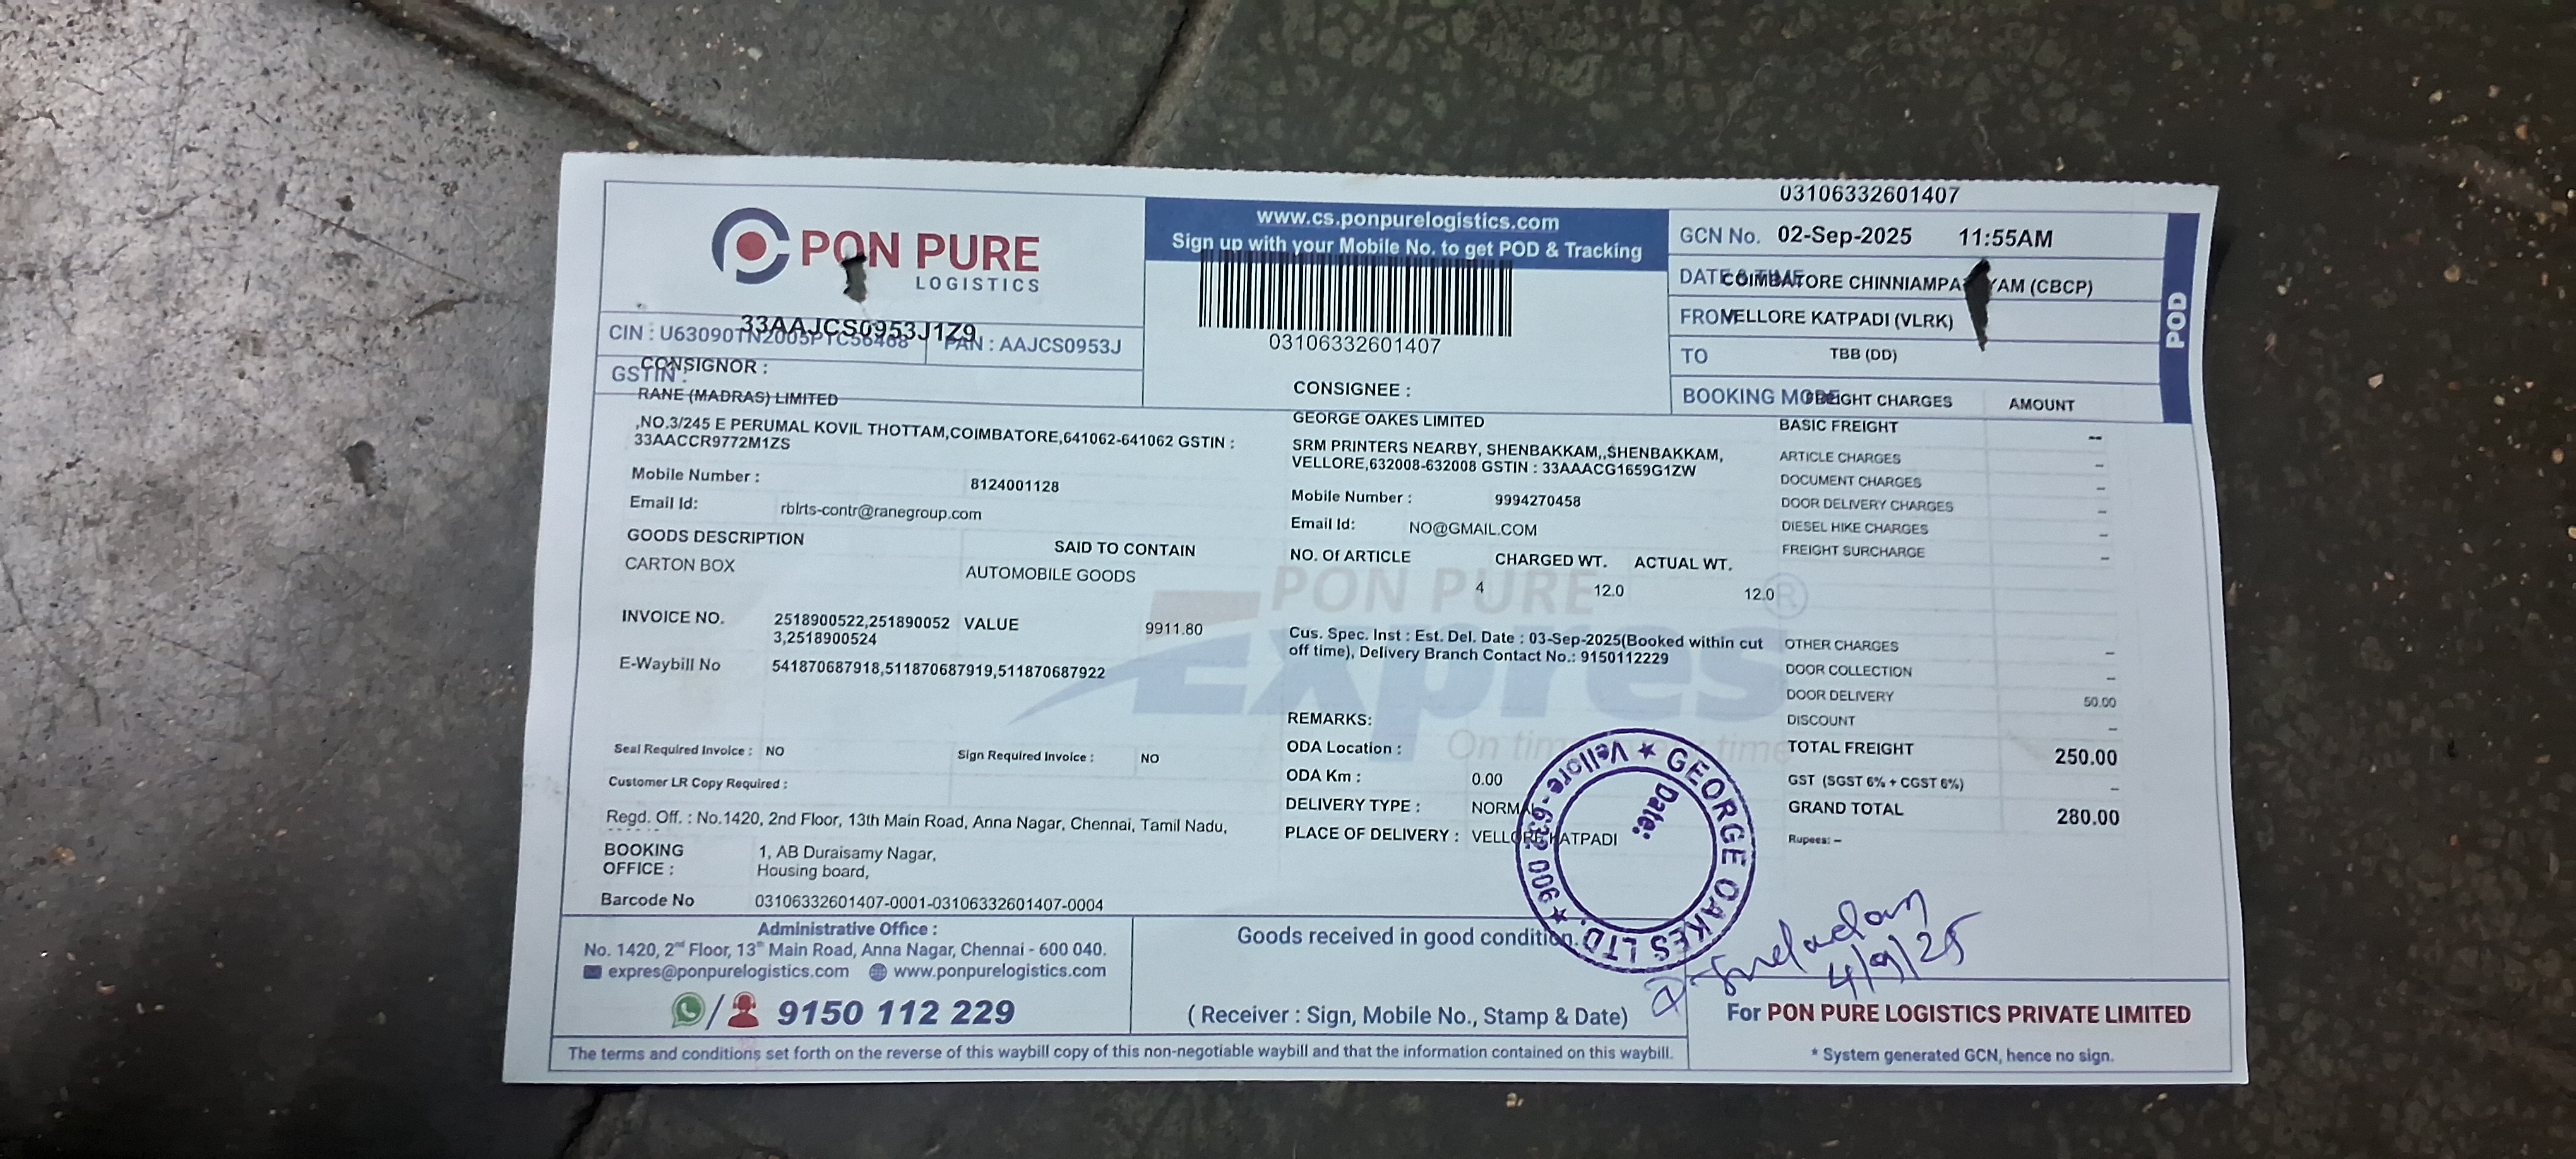 03106332601407
PON PURE
LOGISTICS
www.cs.ponpurelogistics.com
Sign up with your Mobile No. to get POD & Tracking
03106332601407
GCN No. 02-Sep-2025 11:55AM
DATE & TIME COIMBATORE CHINNIAMPA YAM (CBCP)
FROM VELLORE KATPADI (VLRK)
TO TBB (DD)
BOOKING MODE
POD
33AAJCS0953J1Z9
CIN : U63090TN2005PTC56468 PAN : AAJCS0953J
GSTIN :
CONSIGNOR :
RANE (MADRAS) LIMITED
,NO.3/245 E PERUMAL KOVIL THOTTAM,COIMBATORE,641062-641062 GSTIN :
33AACCR9772M1ZS
Mobile Number : 8124001128
Email Id: rblrts-contr@ranegroup.com
GOODS DESCRIPTION SAID TO CONTAIN
CARTON BOX AUTOMOBILE GOODS
INVOICE NO. 2518900522,251890052 VALUE 9911.80
3,2518900524
E-Waybill No 541870687918,511870687919,511870687922
Seal Required Invoice : NO Sign Required Invoice : NO
Customer LR Copy Required :
Regd. Off. : No.1420, 2nd Floor, 13th Main Road, Anna Nagar, Chennai, Tamil Nadu,
BOOKING OFFICE : 1, AB Duraisamy Nagar,
Housing board,
Barcode No 03106332601407-0001-03106332601407-0004
CONSIGNEE :
GEORGE OAKES LIMITED
SRM PRINTERS NEARBY, SHENBAKKAM,,SHENBAKKAM,
VELLORE,632008-632008 GSTIN : 33AAACG1659G1ZW
Mobile Number : 9994270458
Email Id: NO@GMAIL.COM
NO. Of ARTICLE CHARGED WT. ACTUAL WT.
4 12.0 12.0
PON PURE ®
Expres
On time
Cus. Spec. Inst : Est. Del. Date : 03-Sep-2025(Booked within cut
off time), Delivery Branch Contact No.: 9150112229
REMARKS:
ODA Location :
ODA Km : 0.00
DELIVERY TYPE : NORMAL
PLACE OF DELIVERY : VELLORE KATPADI
FREIGHT CHARGES AMOUNT
BASIC FREIGHT --
ARTICLE CHARGES --
DOCUMENT CHARGES --
DOOR DELIVERY CHARGES --
DIESEL HIKE CHARGES --
FREIGHT SURCHARGE --
OTHER CHARGES --
DOOR COLLECTION --
DOOR DELIVERY 50.00
DISCOUNT --
TOTAL FREIGHT 250.00
GST (SGST 6% + CGST 6%) --
GRAND TOTAL 280.00
Rupees: --
★ GEORGE OAKES LTD. ★ Vellore-632 006
Date:
4/9/25
Administrative Office :
No. 1420, 2nd Floor, 13th Main Road, Anna Nagar, Chennai - 600 040.
expres@ponpurelogistics.com www.ponpurelogistics.com
/ 9150 112 229
Goods received in good condition.
( Receiver : Sign, Mobile No., Stamp & Date)
For PON PURE LOGISTICS PRIVATE LIMITED
* System generated GCN, hence no sign.
The terms and conditions set forth on the reverse of this waybill copy of this non-negotiable waybill and that the information contained on this waybill.